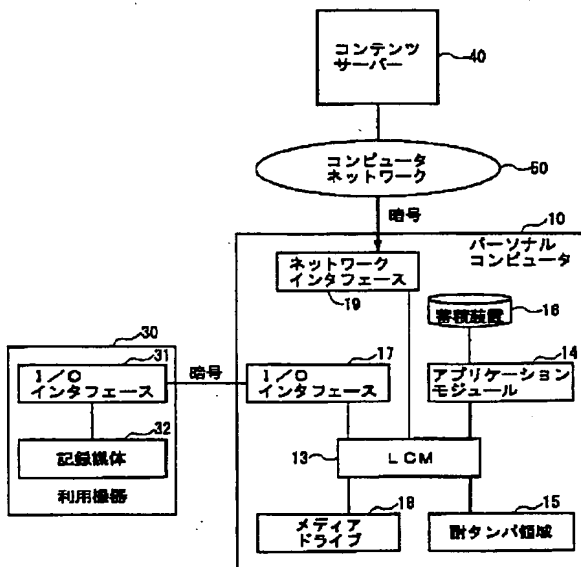 コンテンツ
サーバー
40
コンピュータ
ネットワーク
50
暗号
10
パーソナル
コンピュータ
ネットワーク
インタフェース
19
蓄積装置
16
30
31
I/O
インタフェース
暗号
17
I/O
インタフェース
14
アプリケーション
モジュール
32
記録媒体
利用機器
13
LCM
18
メディア
ドライブ
15
耐タンパ領域